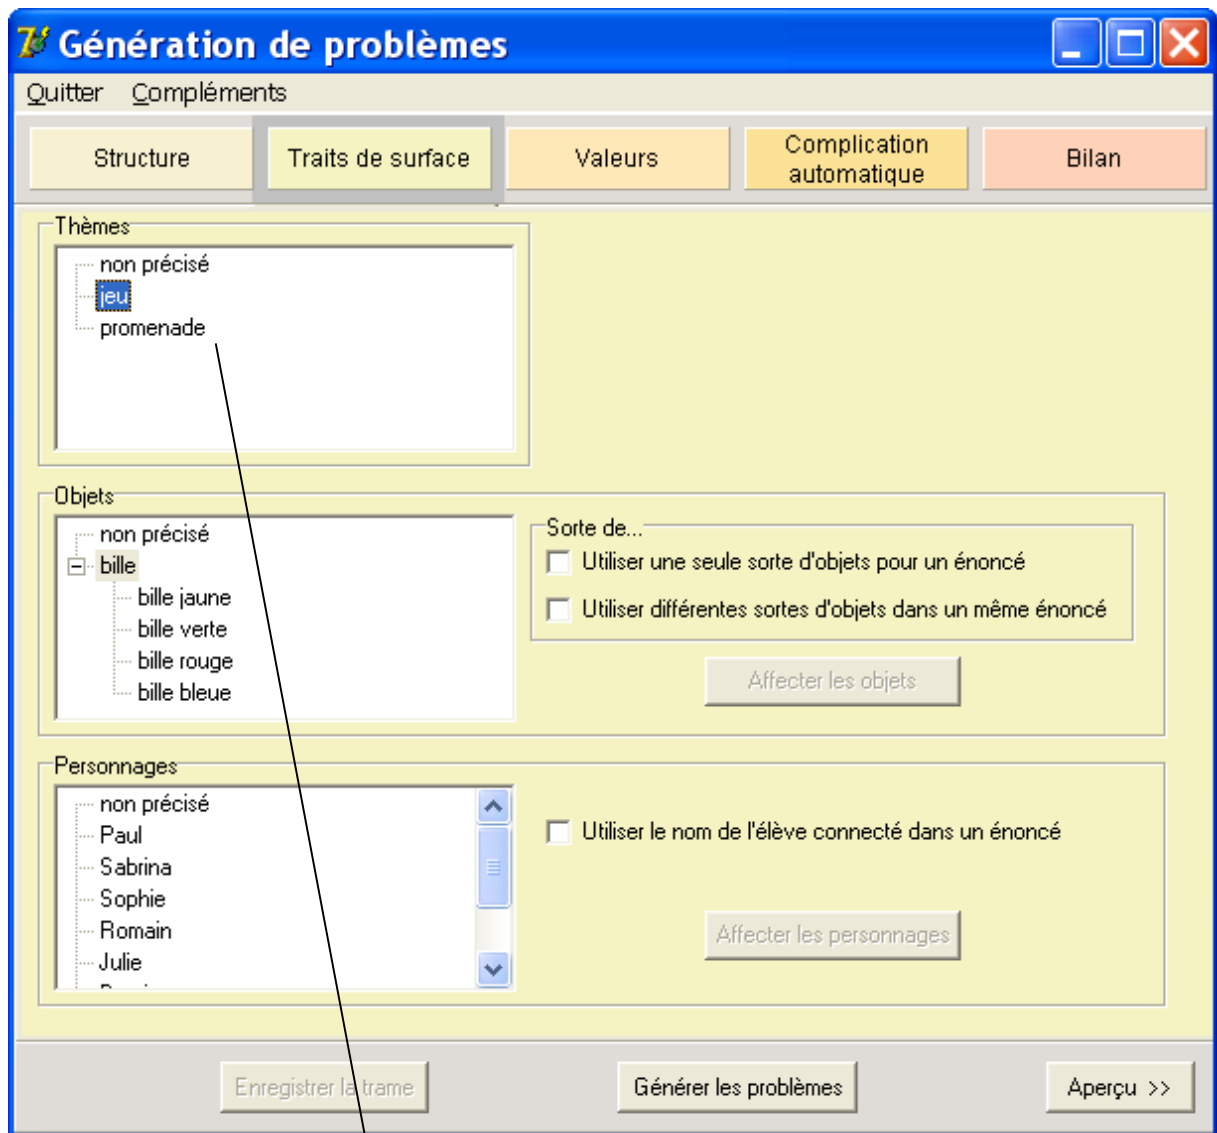 Génération de problèmes
Quitter Compléments
Structure
Traits de surface
Valeurs
Complication
automatique
Bilan
Thèmes
non précisé
jeu
promenade
Objets
non précisé
bille
bille jaune
bille verte
bille rouge
bille bleue
Sorte de...
Utiliser une seule sorte d'objets pour un énoncé
Utiliser différentes sortes d'objets dans un même énoncé
Affecter les objets
Personnages
non précisé
Paul
Sabrina
Sophie
Romain
Julie
Utiliser le nom de l'élève connecté dans un énoncé
Affecter les personnages
Enregistrer la trame
Générer les problèmes
Aperçu >>